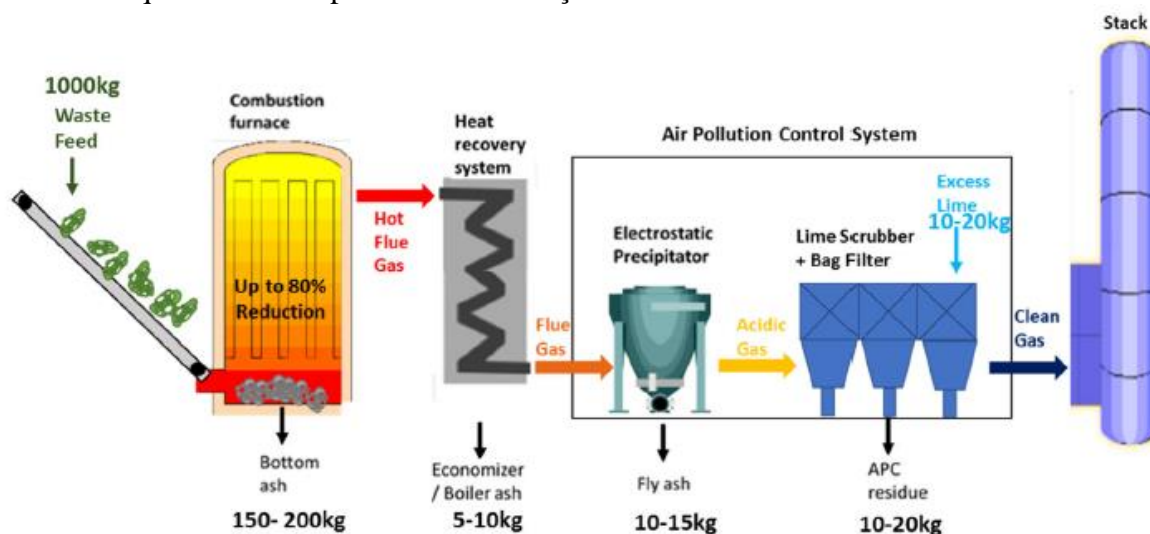 Stack
1000kg
Waste
Feed
Combustion
furnace
Up to 80%
Reduction
Hot
Flue
Gas
Heat
recovery
system
Air Pollution Control System
Flue
Gas
Electrostatic
Precipitator
Acidic
Gas
Lime Scrubber
+ Bag Filter
Excess
Lime
10-20kg
Clean
Gas
Bottom
ash
150- 200kg
Economizer
/ Boiler ash
5-10kg
Fly ash
10-15kg
APC
residue
10-20kg